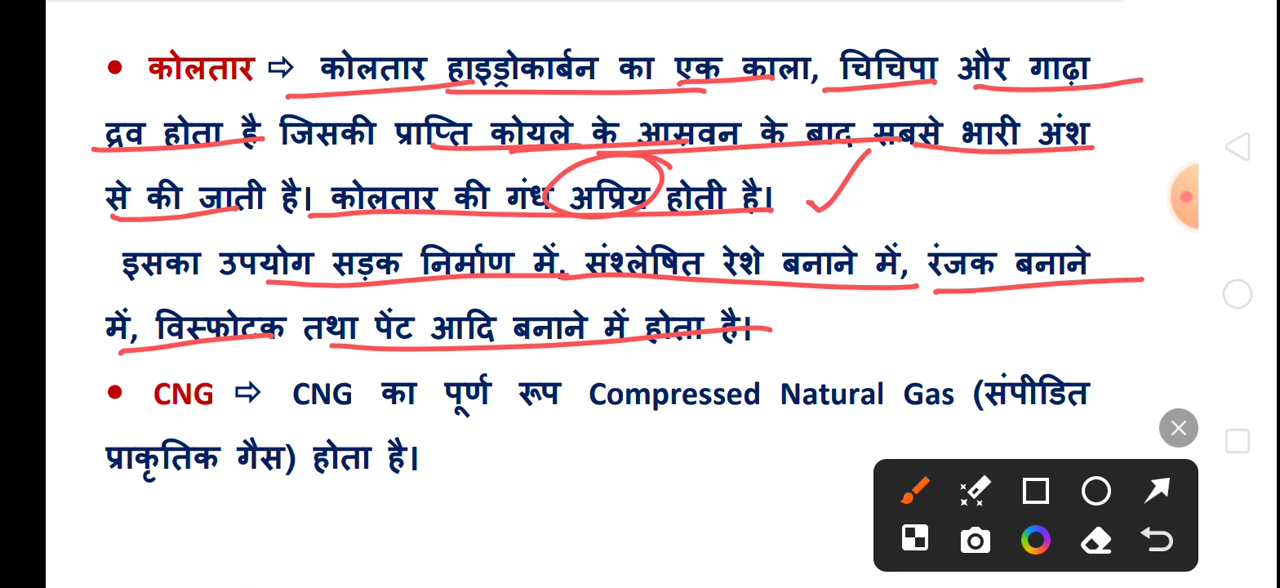 • कोलतार ⇨ कोलतार हाइड्रोकार्बन का एक काला, चिचिपा और गाढ़ा
द्रव होता है जिसकी प्राप्ति कोयले के आसवन के बाद सबसे भारी अंश
से की जाती है। कोलतार की गंध अप्रिय होती है।
इसका उपयोग सड़क निर्माण में, संश्लेषित रेशे बनाने में, रंजक बनाने
में, विस्फोटक तथा पेंट आदि बनाने में होता है।
• CNG ⇨ CNG का पूर्ण रूप Compressed Natural Gas (संपीडित
प्राकृतिक गैस) होता है।